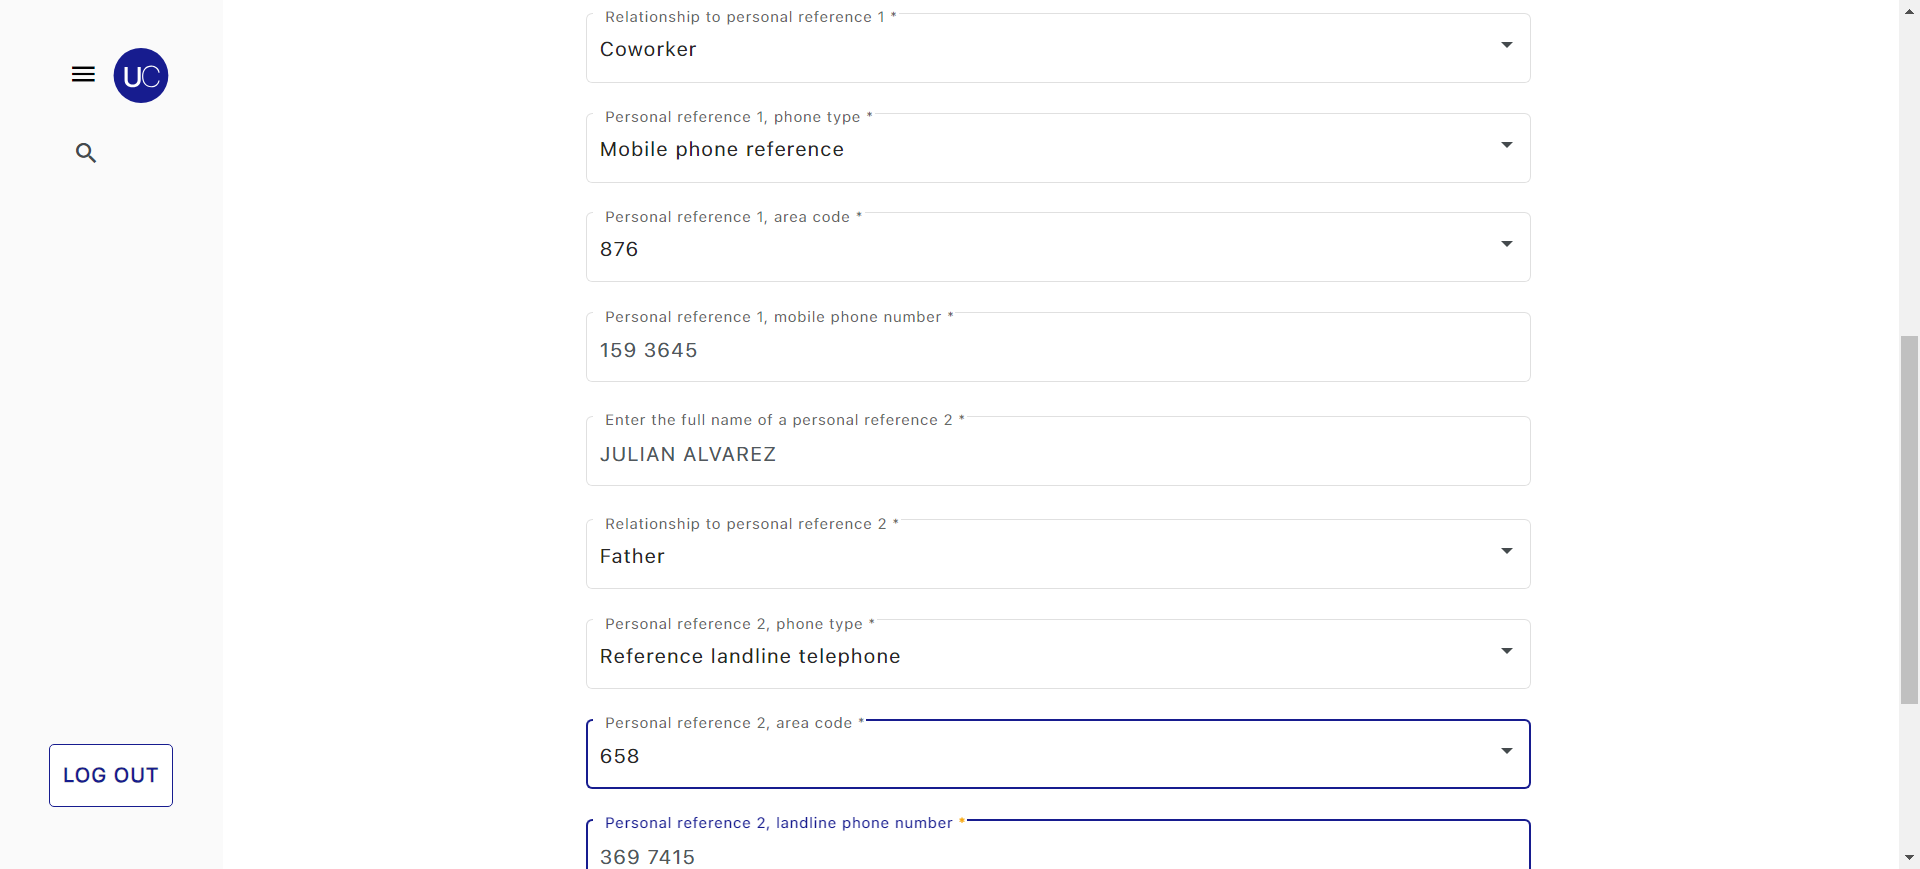 UC
LOG OUT
Relationship to personal reference 1 *
Coworker
Personal reference 1, phone type *
Mobile phone reference
Personal reference 1, area code *
876
Personal reference 1, mobile phone number *
159 3645
Enter the full name of a personal reference 2 *
JULIAN ALVAREZ
Relationship to personal reference 2 *
Father
Personal reference 2, phone type *
Reference landline telephone
Personal reference 2, area code *
658
Personal reference 2, landline phone number *
369 7415